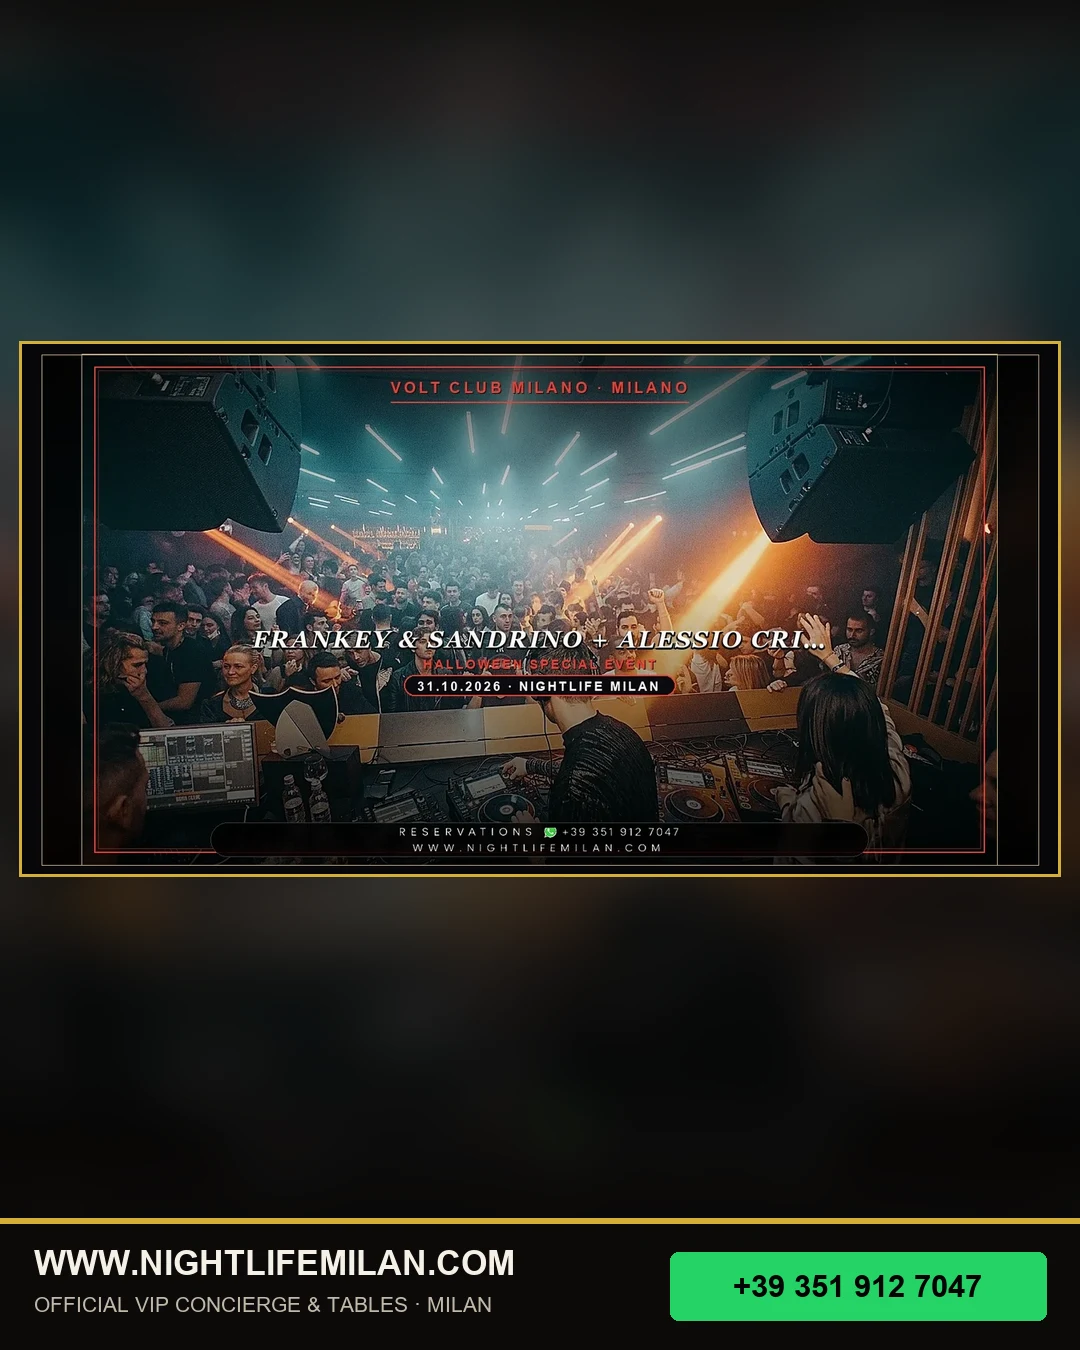 VOLT CLUB MILANO · MILANO
FRANKEY & SANDRINO + ALESSIO CRI...
HALLOWEEN SPECIAL EVENT
31.10.2026 · NIGHTLIFE MILAN
RESERVATIONS +39 351 912 7047
WWW.NIGHTLIFEMILAN.COM
WWW.NIGHTLIFEMILAN.COM
OFFICIAL VIP CONCIERGE & TABLES · MILAN
+39 351 912 7047